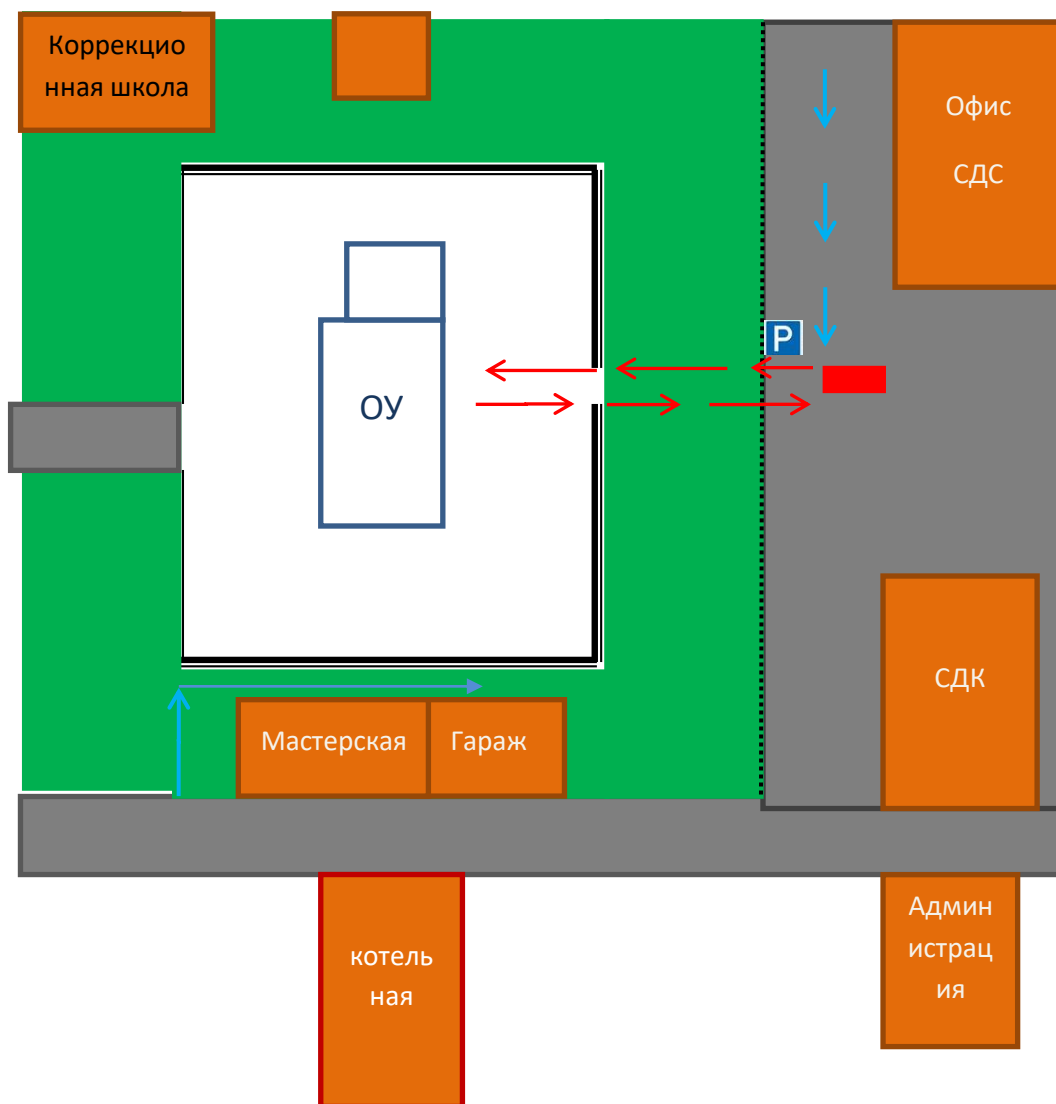 Коррекцио
нная школа
Офис
СДС
P
ОУ
СДК
Мастерская
Гараж
котель
ная
Админ
истрац
ия